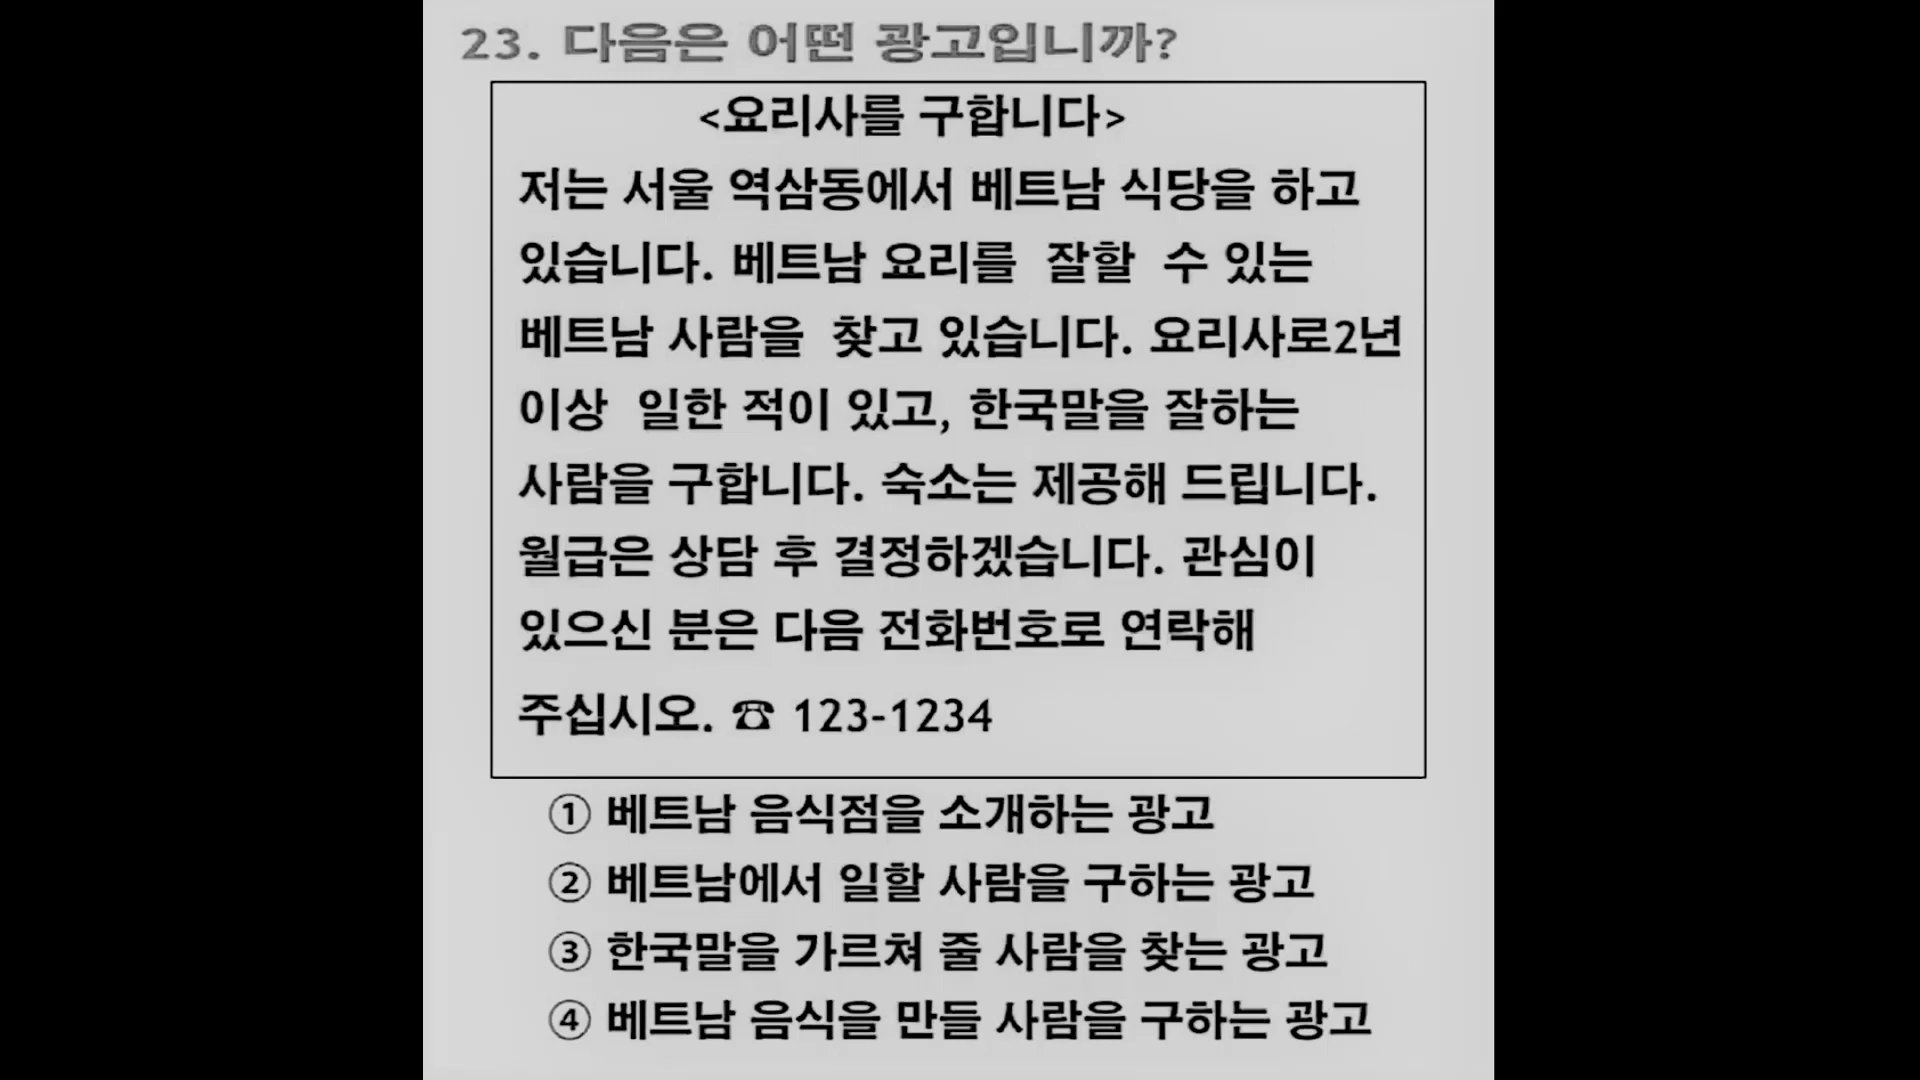 23. 다음은 어떤 광고입니까?
<요리사를 구합니다>
저는 서울 역삼동에서 베트남 식당을 하고
있습니다. 베트남 요리를 잘할 수 있는
베트남 사람을 찾고 있습니다. 요리사로2년
이상 일한 적이 있고, 한국말을 잘하는
사람을 구합니다. 숙소는 제공해 드립니다.
월급은 상담 후 결정하겠습니다. 관심이
있으신 분은 다음 전화번호로 연락해
주십시오. ☎ 123-1234
① 베트남 음식점을 소개하는 광고
② 베트남에서 일할 사람을 구하는 광고
③ 한국말을 가르쳐 줄 사람을 찾는 광고
④ 베트남 음식을 만들 사람을 구하는 광고